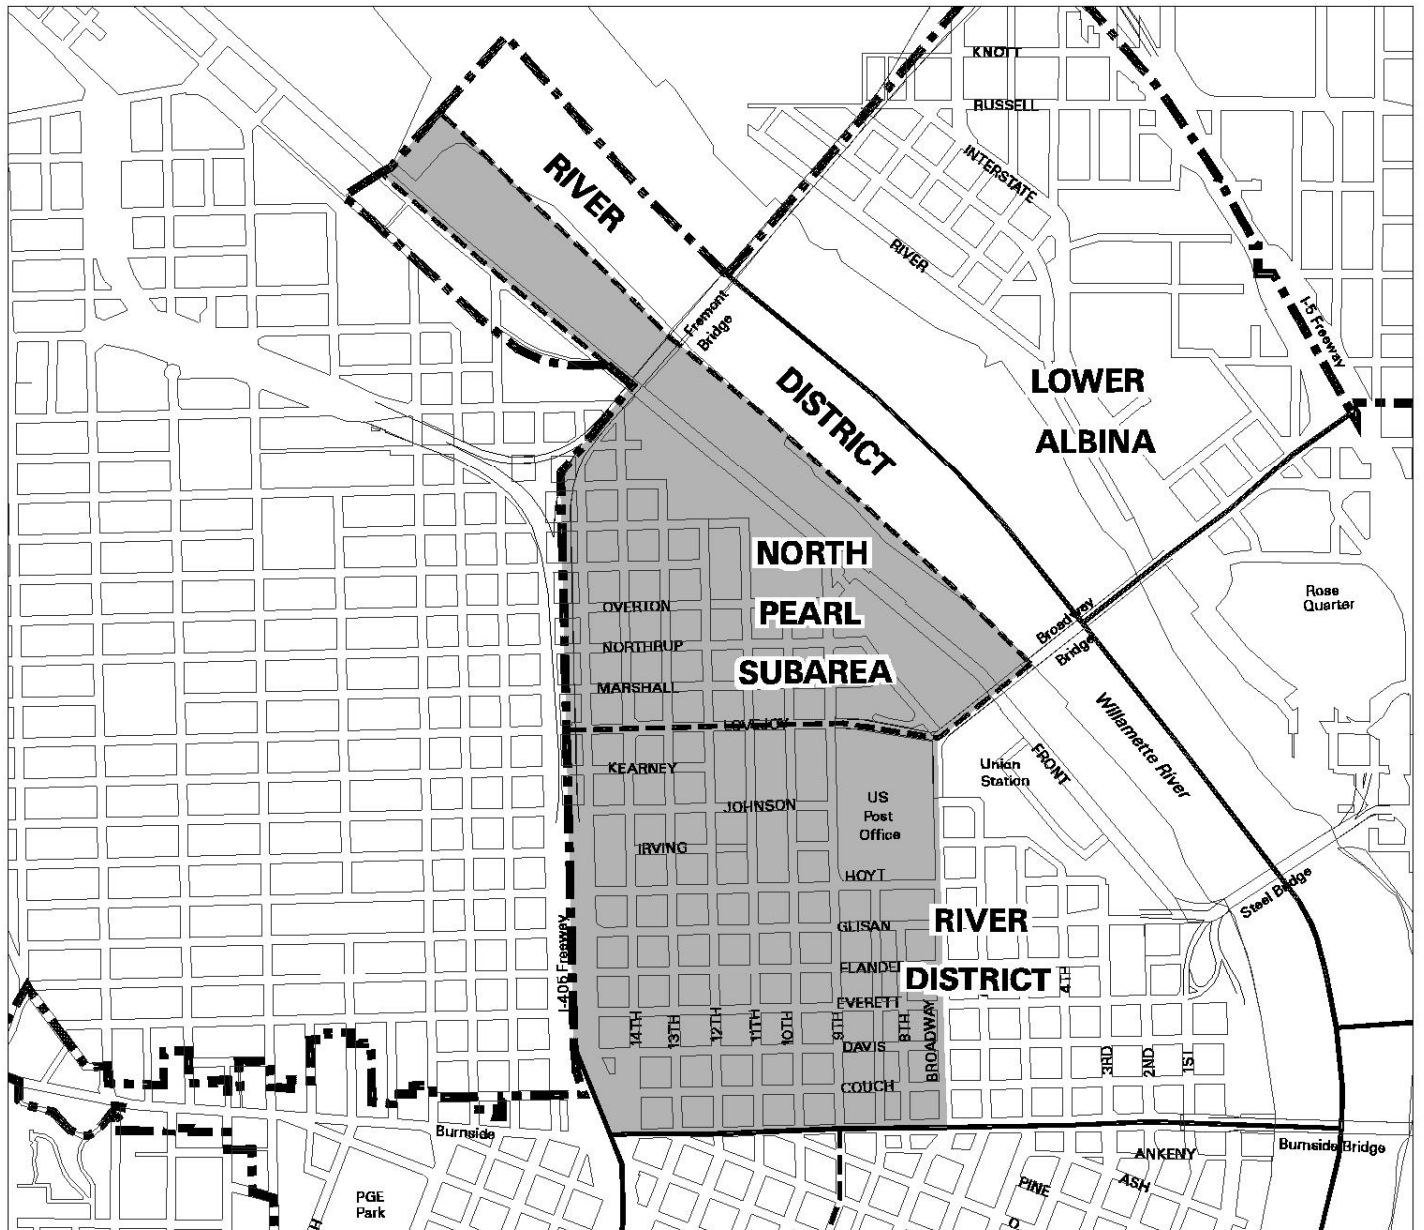 KNOTT
RUSSELL
INTERSTATE
RIVER
RIVER
I-5 Freeway
Fremont
Bridge
DISTRICT
LOWER
ALBINA
NORTH
PEARL
SUBAREA
OVERTON
NORTHRUP
MARSHALL
LOVEJOY
Broadway
Bridge
Rose
Quarter
Willamette River
KEARNEY
JOHNSON
IRVING
US
Post
Office
Union
Station
FRONT
HOYT
Steel Bridge
GLISAN
RIVER
DISTRICT
I-405 Freeway
FLANDE
EVERETT
4TH
14TH
13TH
12TH
11TH
10TH
9TH
8TH
BROADWAY
DAVIS
COUCH
3RD
2ND
1ST
Burnside
Burnside Bridge
ANKENY
ASH
PINE
PGE
Park
H
O